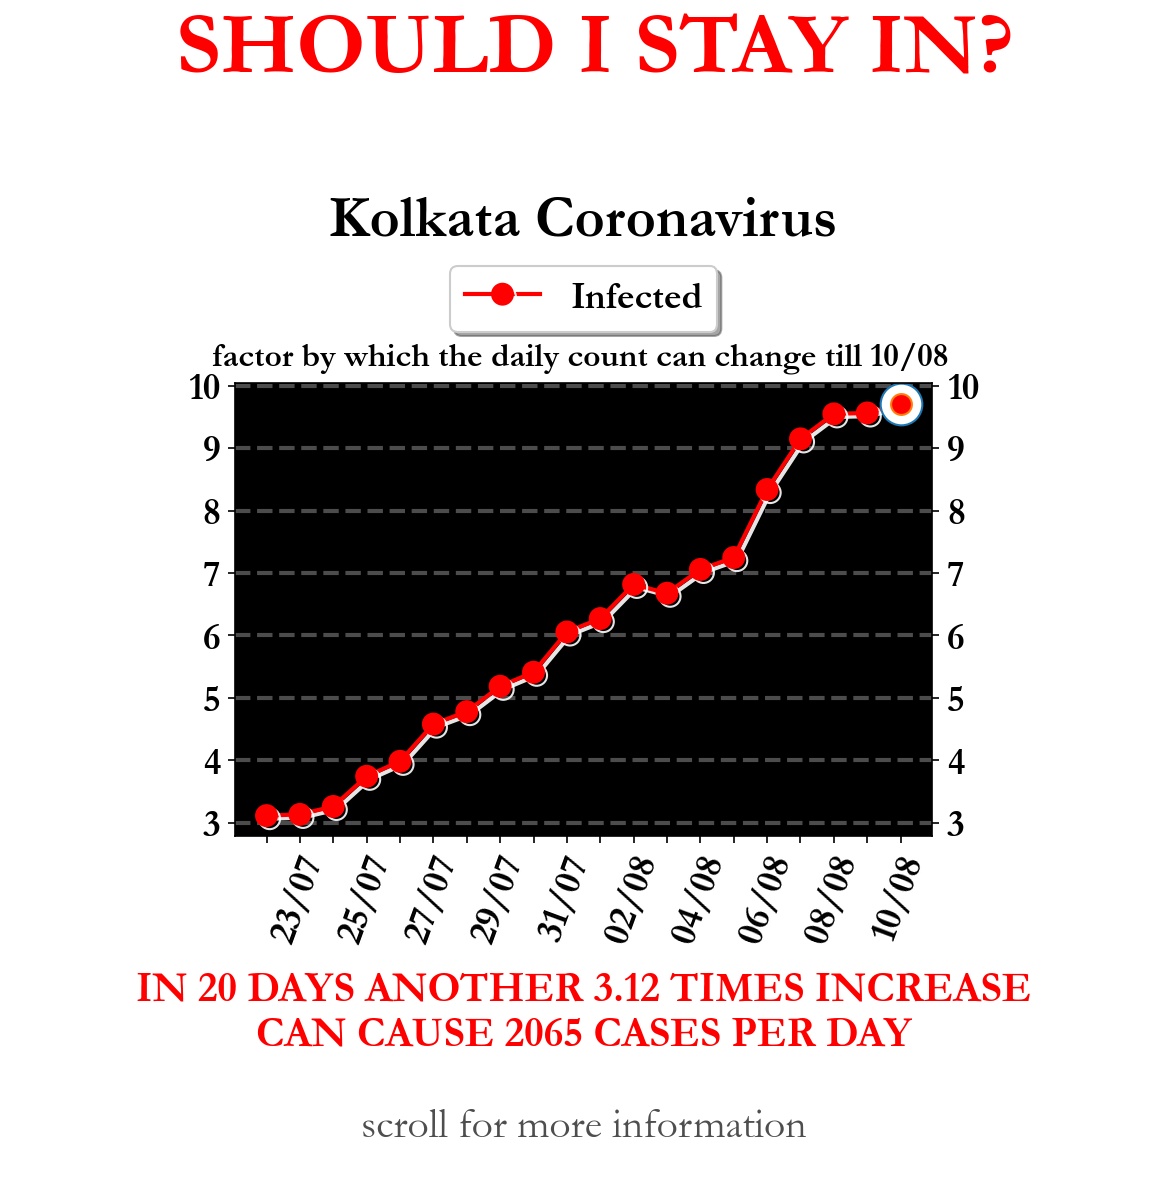 SHOULD I STAY IN?
Kolkata Coronavirus
Infected
factor by which the daily count can change till 10/08
10 10
9 9
8 8
7 7
6 6
5 5
4 4
3 3
23/07 25/07 27/07 29/07 31/07 02/08 04/08 06/08 08/08 10/08
IN 20 DAYS ANOTHER 3.12 TIMES INCREASE
CAN CAUSE 2065 CASES PER DAY
scroll for more information